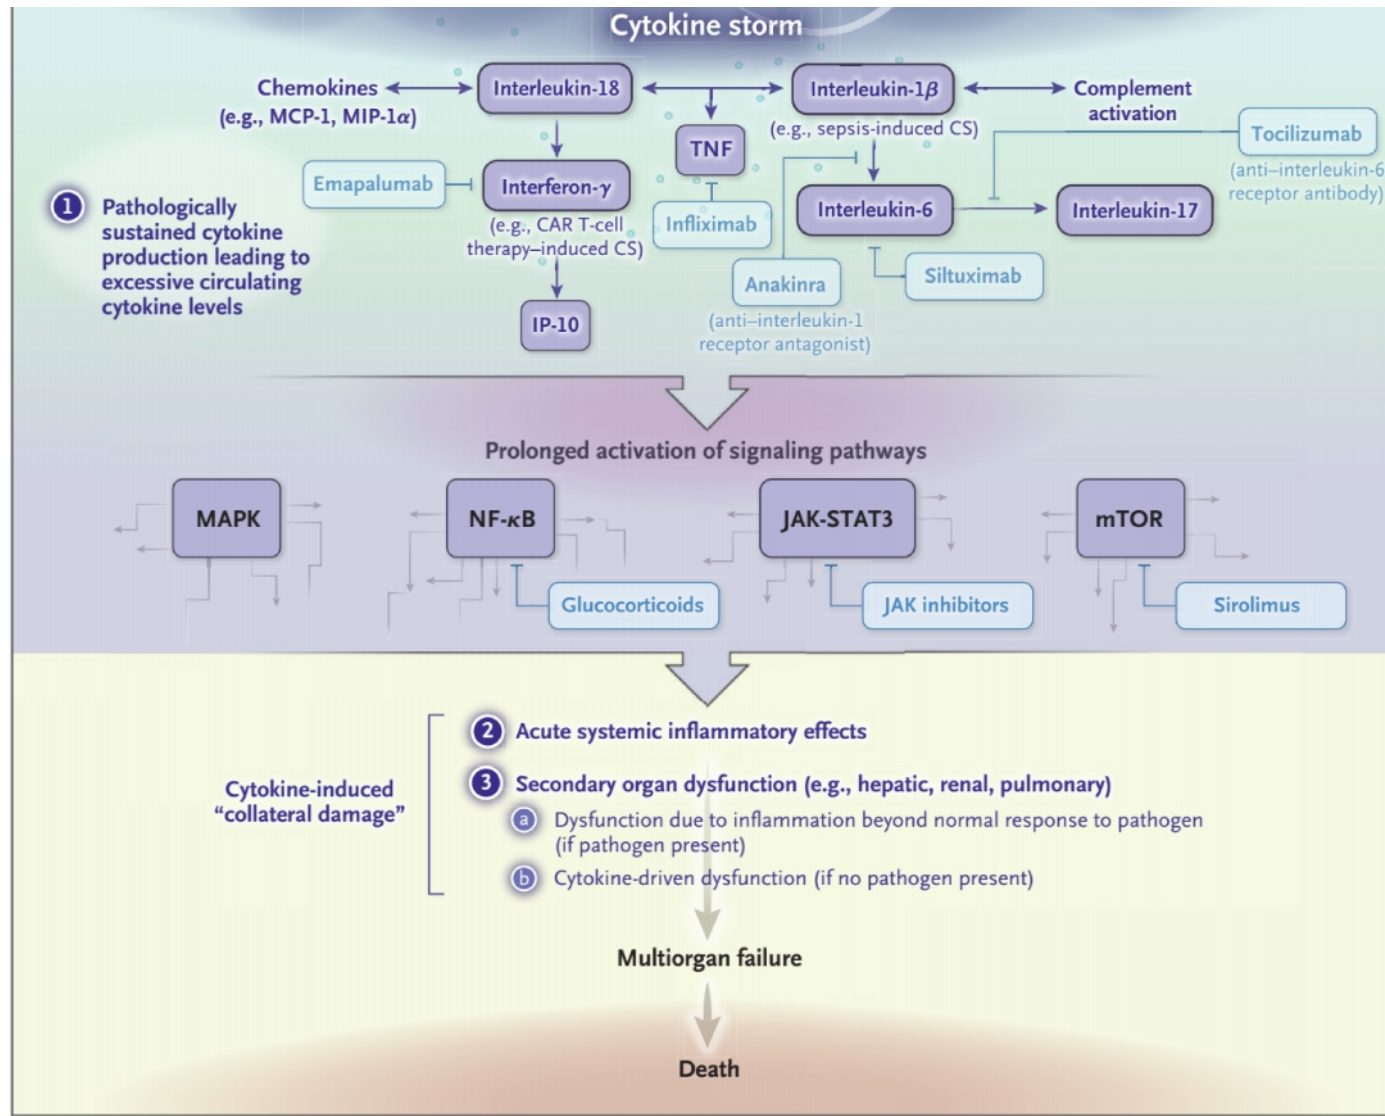 Cytokine storm
Chemokines
(e.g., MCP-1, MIP-1α)
Interleukin-18
Interleukin-1β
(e.g., sepsis-induced CS)
Complement
activation
Tocilizumab
(anti–interleukin-6
receptor antibody)
TNF
Emapalumab
Interferon-γ
(e.g., CAR T-cell
therapy–induced CS)
Infliximab
Interleukin-6
Interleukin-17
1
Pathologically
sustained cytokine
production leading to
excessive circulating
cytokine levels
Anakinra
(anti–interleukin-1
receptor antagonist)
Siltuximab
IP-10
Prolonged activation of signaling pathways
MAPK
NF-κB
JAK-STAT3
mTOR
Glucocorticoids
JAK inhibitors
Sirolimus
Cytokine-induced
“collateral damage”
2 Acute systemic inflammatory effects
3 Secondary organ dysfunction (e.g., hepatic, renal, pulmonary)
a Dysfunction due to inflammation beyond normal response to pathogen
(if pathogen present)
b Cytokine-driven dysfunction (if no pathogen present)
Multiorgan failure
Death